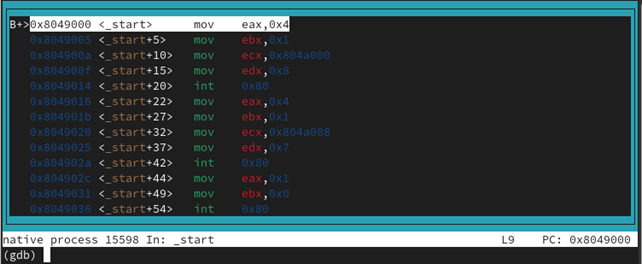 B+>0x8049000 <_start>      mov    eax,0x4
0x8049005 <_start+5>    mov    ebx,0x1
0x804900a <_start+10>   mov    ecx,0x804a000
0x804900f <_start+15>   mov    edx,0x8
0x8049014 <_start+20>   int    0x80
0x8049016 <_start+22>   mov    eax,0x4
0x804901b <_start+27>   mov    ebx,0x1
0x8049020 <_start+32>   mov    ecx,0x804a008
0x8049025 <_start+37>   mov    edx,0x7
0x804902a <_start+42>   int    0x80
0x804902c <_start+44>   mov    eax,0x1
0x8049031 <_start+49>   mov    ebx,0x0
0x8049036 <_start+54>   int    0x80
native process 15598 In: _start    L9    PC: 0x8049000
(gdb)